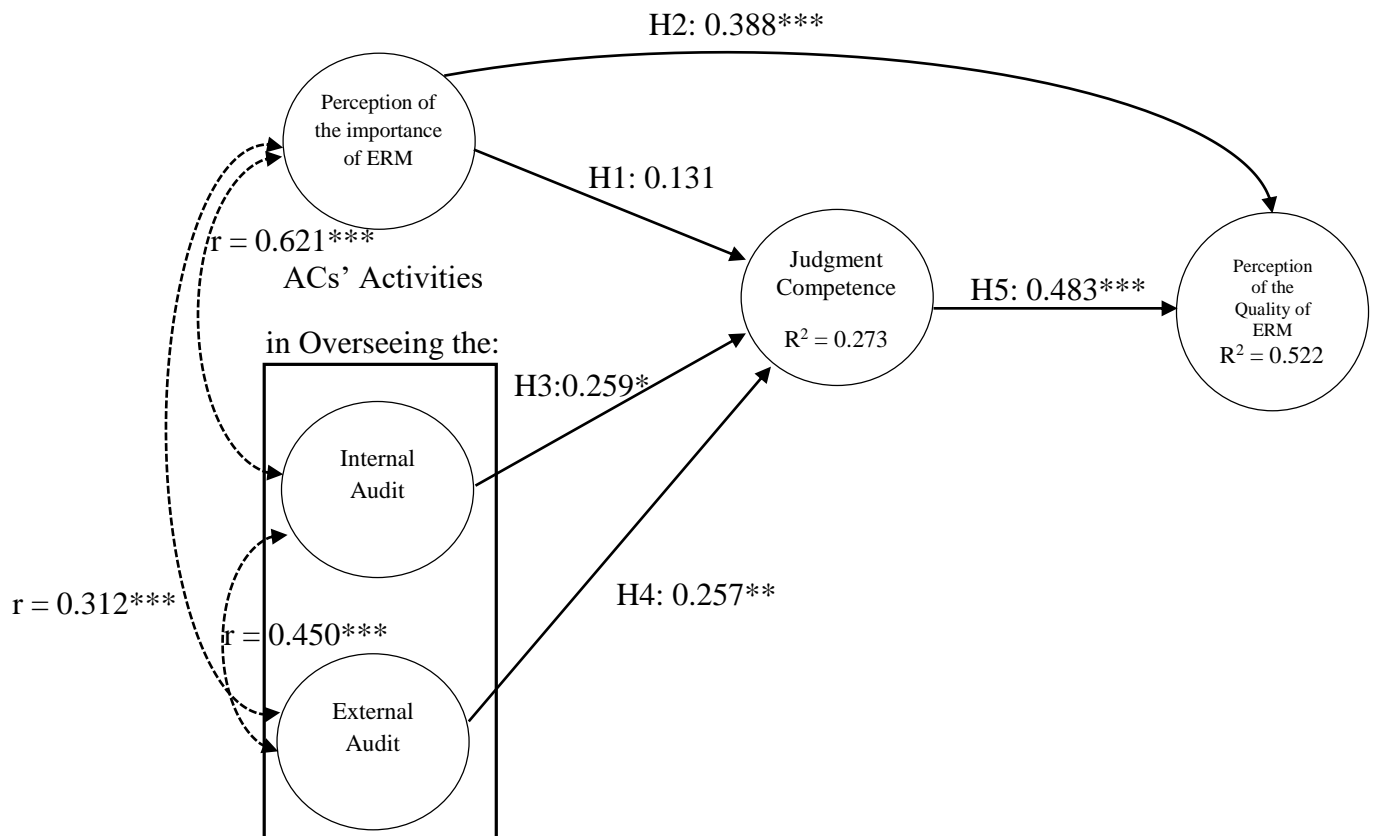 H2: 0.388***
Perception of
the importance
of ERM
H1: 0.131
r = 0.621***
ACs’ Activities
in Overseeing the:
Judgment
Competence
R² = 0.273
H5: 0.483***
Perception
of the
Quality of
ERM
R² = 0.522
H3:0.259*
Internal
Audit
H4: 0.257**
r = 0.312***
r = 0.450***
External
Audit